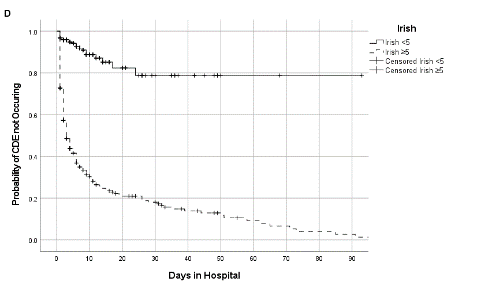 D
Irish
Irish <5
Irish ≥5
Censored Irish <5
Censored Irish ≥5
Probability of CDE not Occuring
1.0
0.8
0.6
0.4
0.2
0.0
0 10 20 30 40 50 60 70 80 90
Days in Hospital